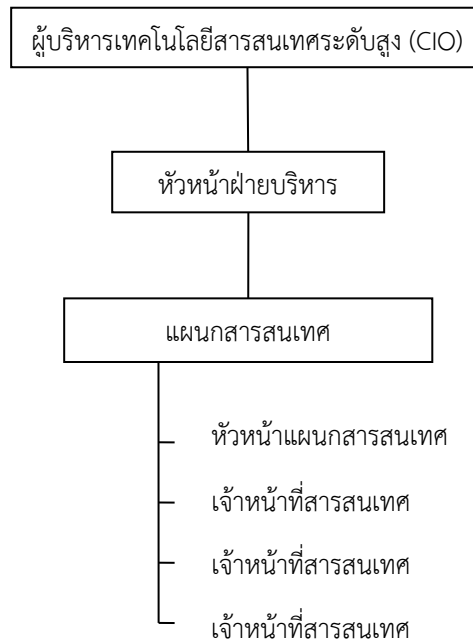 ผู้บริหารเทคโนโลยีสารสนเทศระดับสูง (CIO)
หัวหน้าฝ่ายบริหาร
แผนกสารสนเทศ
หัวหน้าแผนกสารสนเทศ
เจ้าหน้าที่สารสนเทศ
เจ้าหน้าที่สารสนเทศ
เจ้าหน้าที่สารสนเทศ